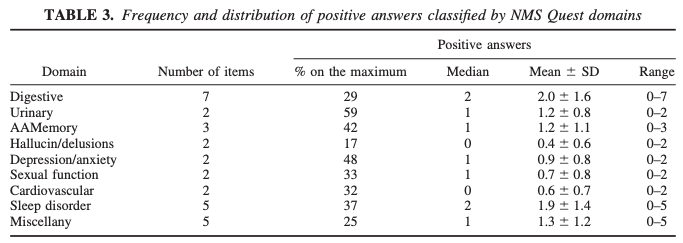 TABLE 3. Frequency and distribution of positive answers classified by NMS Quest domains
Positive answers
Domain Number of items % on the maximum Median Mean ± SD Range
Digestive 7 29 2 2.0 ± 1.6 0–7
Urinary 2 59 1 1.2 ± 0.8 0–2
AAMemory 3 42 1 1.2 ± 1.1 0–3
Hallucin/delusions 2 17 0 0.4 ± 0.6 0–2
Depression/anxiety 2 48 1 0.9 ± 0.8 0–2
Sexual function 2 33 1 0.7 ± 0.8 0–2
Cardiovascular 2 32 0 0.6 ± 0.7 0–2
Sleep disorder 5 37 2 1.9 ± 1.4 0–5
Miscellany 5 25 1 1.3 ± 1.2 0–5